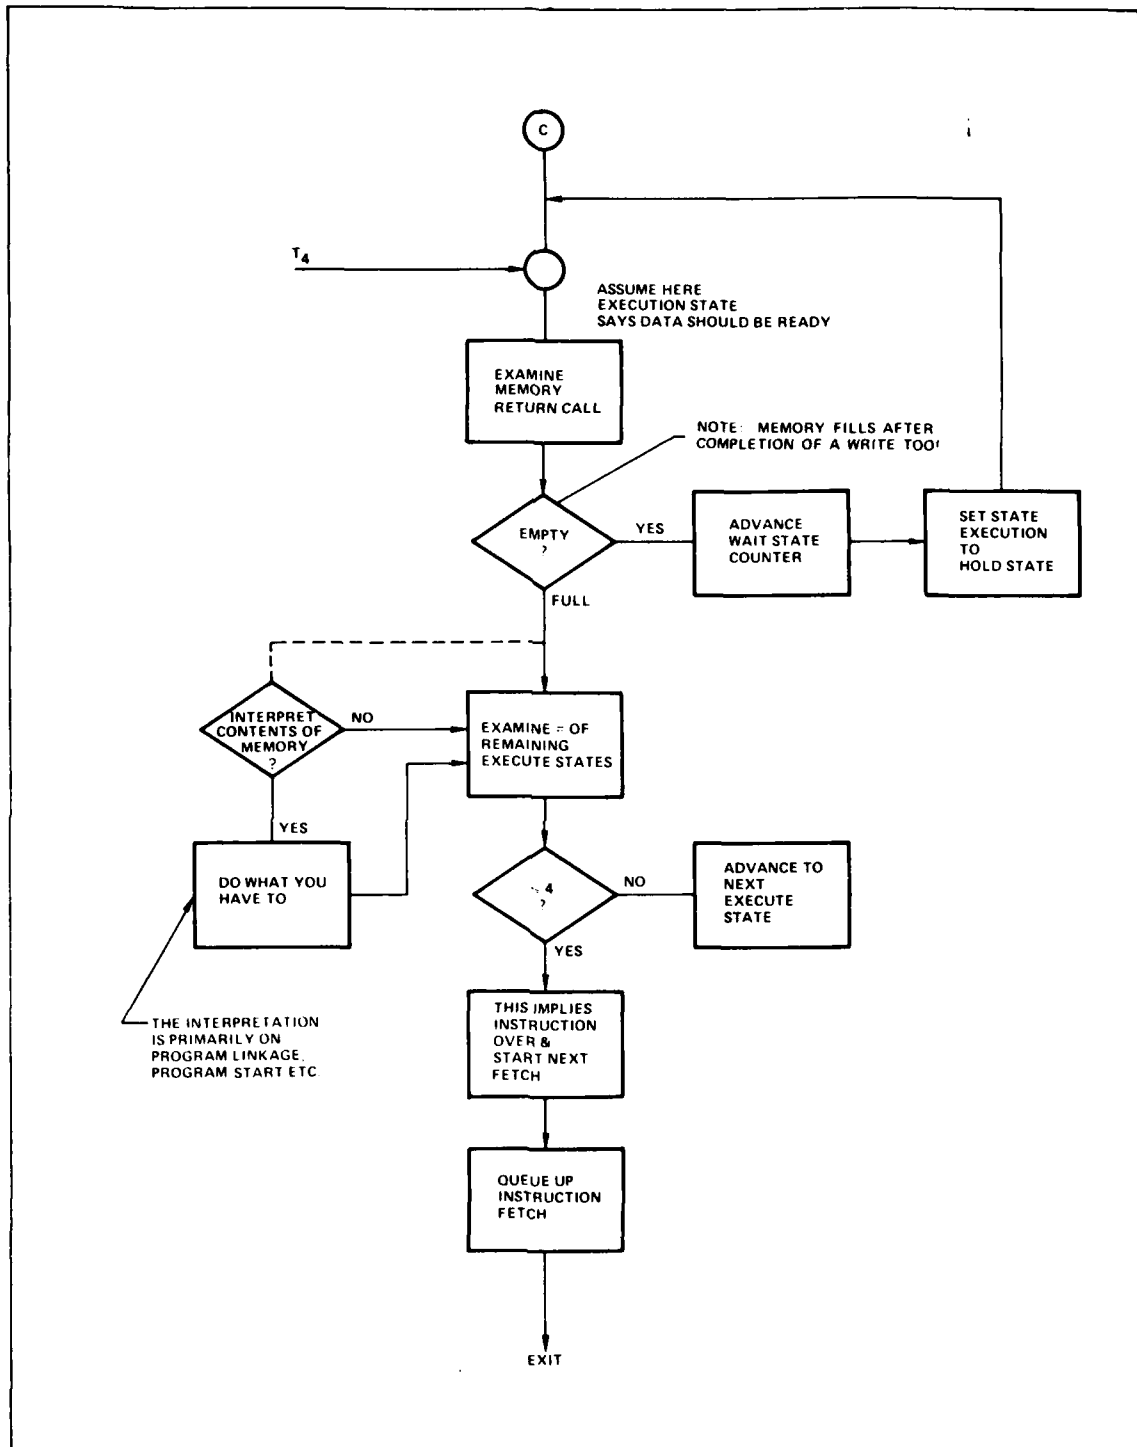 C
T4
ASSUME HERE
EXECUTION STATE
SAYS DATA SHOULD BE READY
EXAMINE
MEMORY
RETURN CALL
NOTE: MEMORY FILLS AFTER
COMPLETION OF A WRITE TOO!
EMPTY
?
YES
ADVANCE
WAIT STATE
COUNTER
SET STATE
EXECUTION
TO
HOLD STATE
FULL
INTERPRET
CONTENTS OF
MEMORY
?
NO
EXAMINE = OF
REMAINING
EXECUTE STATES
YES
DO WHAT YOU
HAVE TO
4
?
NO
ADVANCE TO
NEXT
EXECUTE
STATE
YES
THE INTERPRETATION
IS PRIMARILY ON
PROGRAM LINKAGE,
PROGRAM START ETC
THIS IMPLIES
INSTRUCTION
OVER &
START NEXT
FETCH
QUEUE UP
INSTRUCTION
FETCH
EXIT